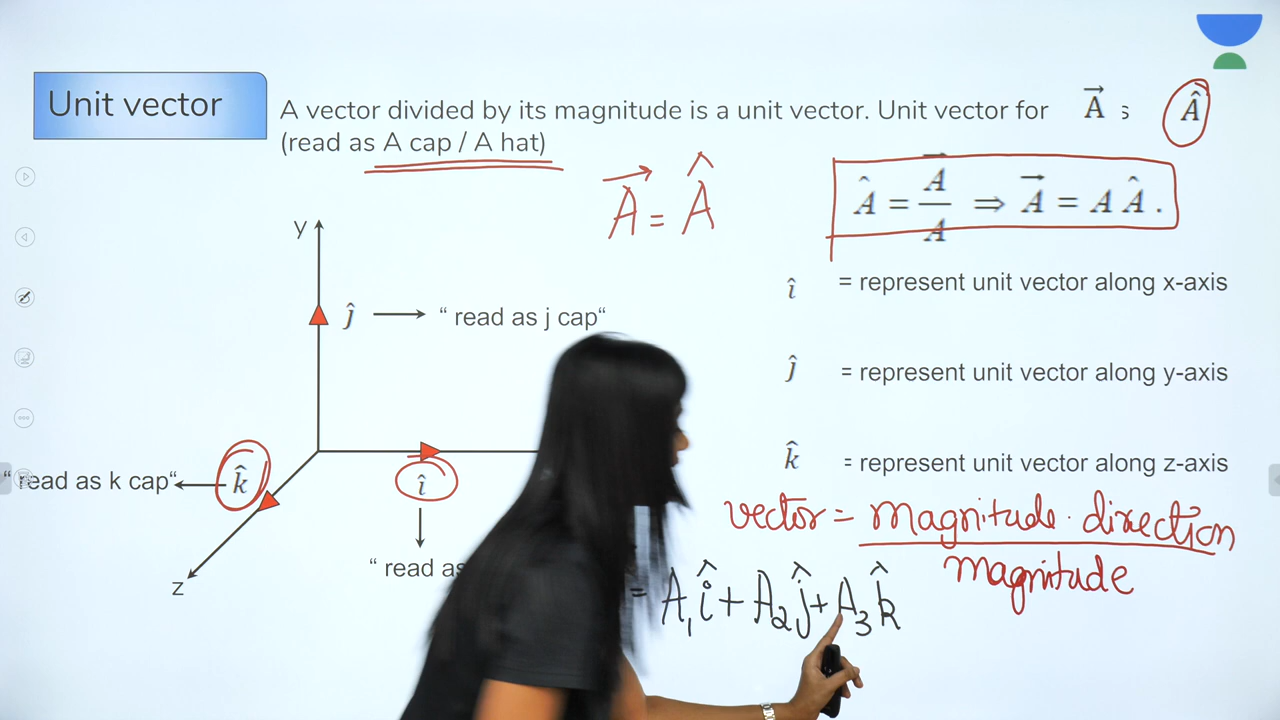 Unit vector
A vector divided by its magnitude is a unit vector. Unit vector for A⃗ s Â
(read as A cap / A hat)
A⃗ = Â
Â = A⃗ / A ⇒ A⃗ = A Â .
y
ĵ → “ read as j cap“
î = represent unit vector along x-axis
ĵ = represent unit vector along y-axis
k̂ = represent unit vector along z-axis
“ read as k cap“ ← k̂
î
“ read as
z
vector = magnitude . direction / magnitude
= A₁î + A₂ĵ + A₃k̂